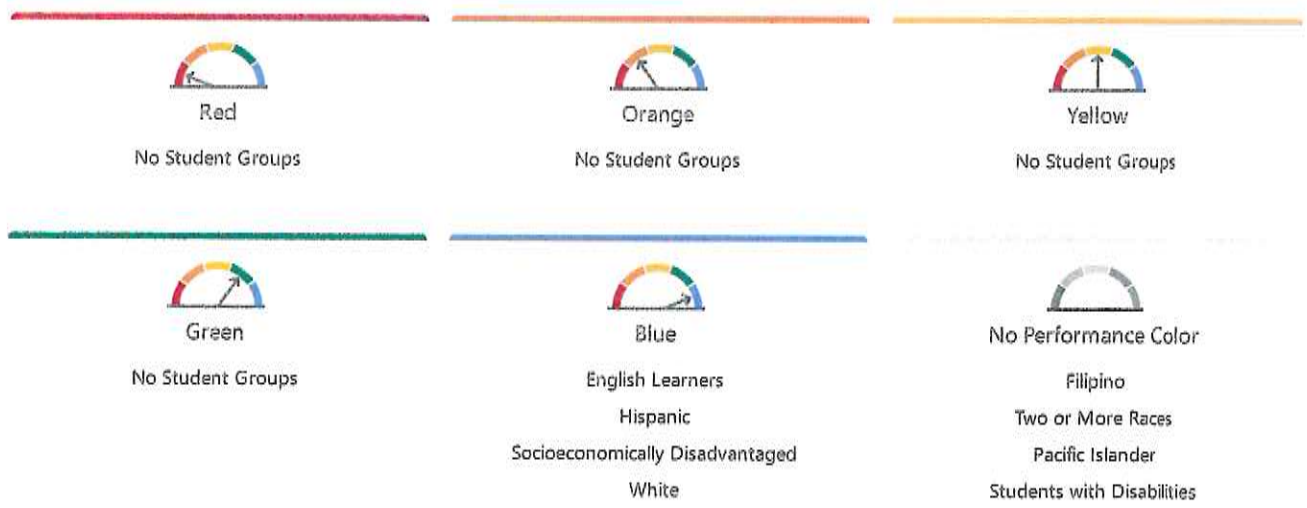 Red
No Student Groups
Orange
No Student Groups
Yellow
No Student Groups
Green
No Student Groups
Blue
English Learners
Hispanic
Socioeconomically Disadvantaged
White
No Performance Color
Filipino
Two or More Races
Pacific Islander
Students with Disabilities